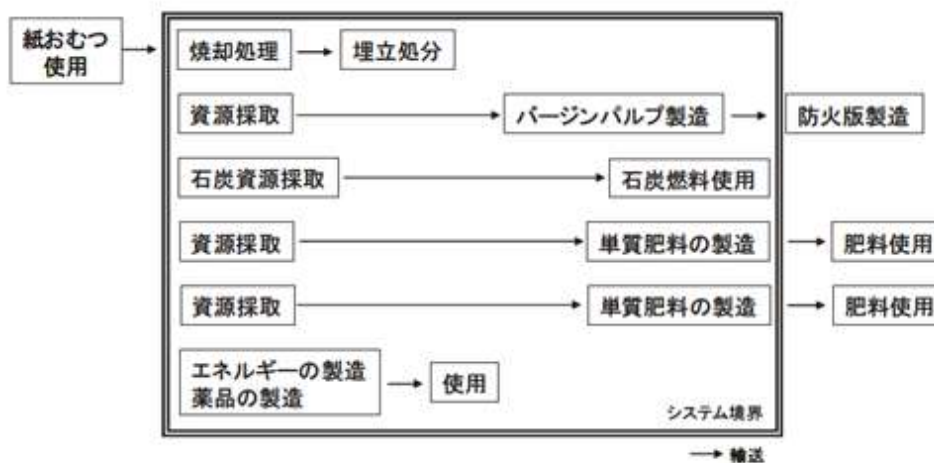 紙おむつ
使用
焼却処理
埋立処分
資源採取
バージンパルプ製造
防火版製造
石炭資源採取
石炭燃料使用
資源採取
単質肥料の製造
肥料使用
資源採取
単質肥料の製造
肥料使用
エネルギーの製造
薬品の製造
使用
システム境界
輸送